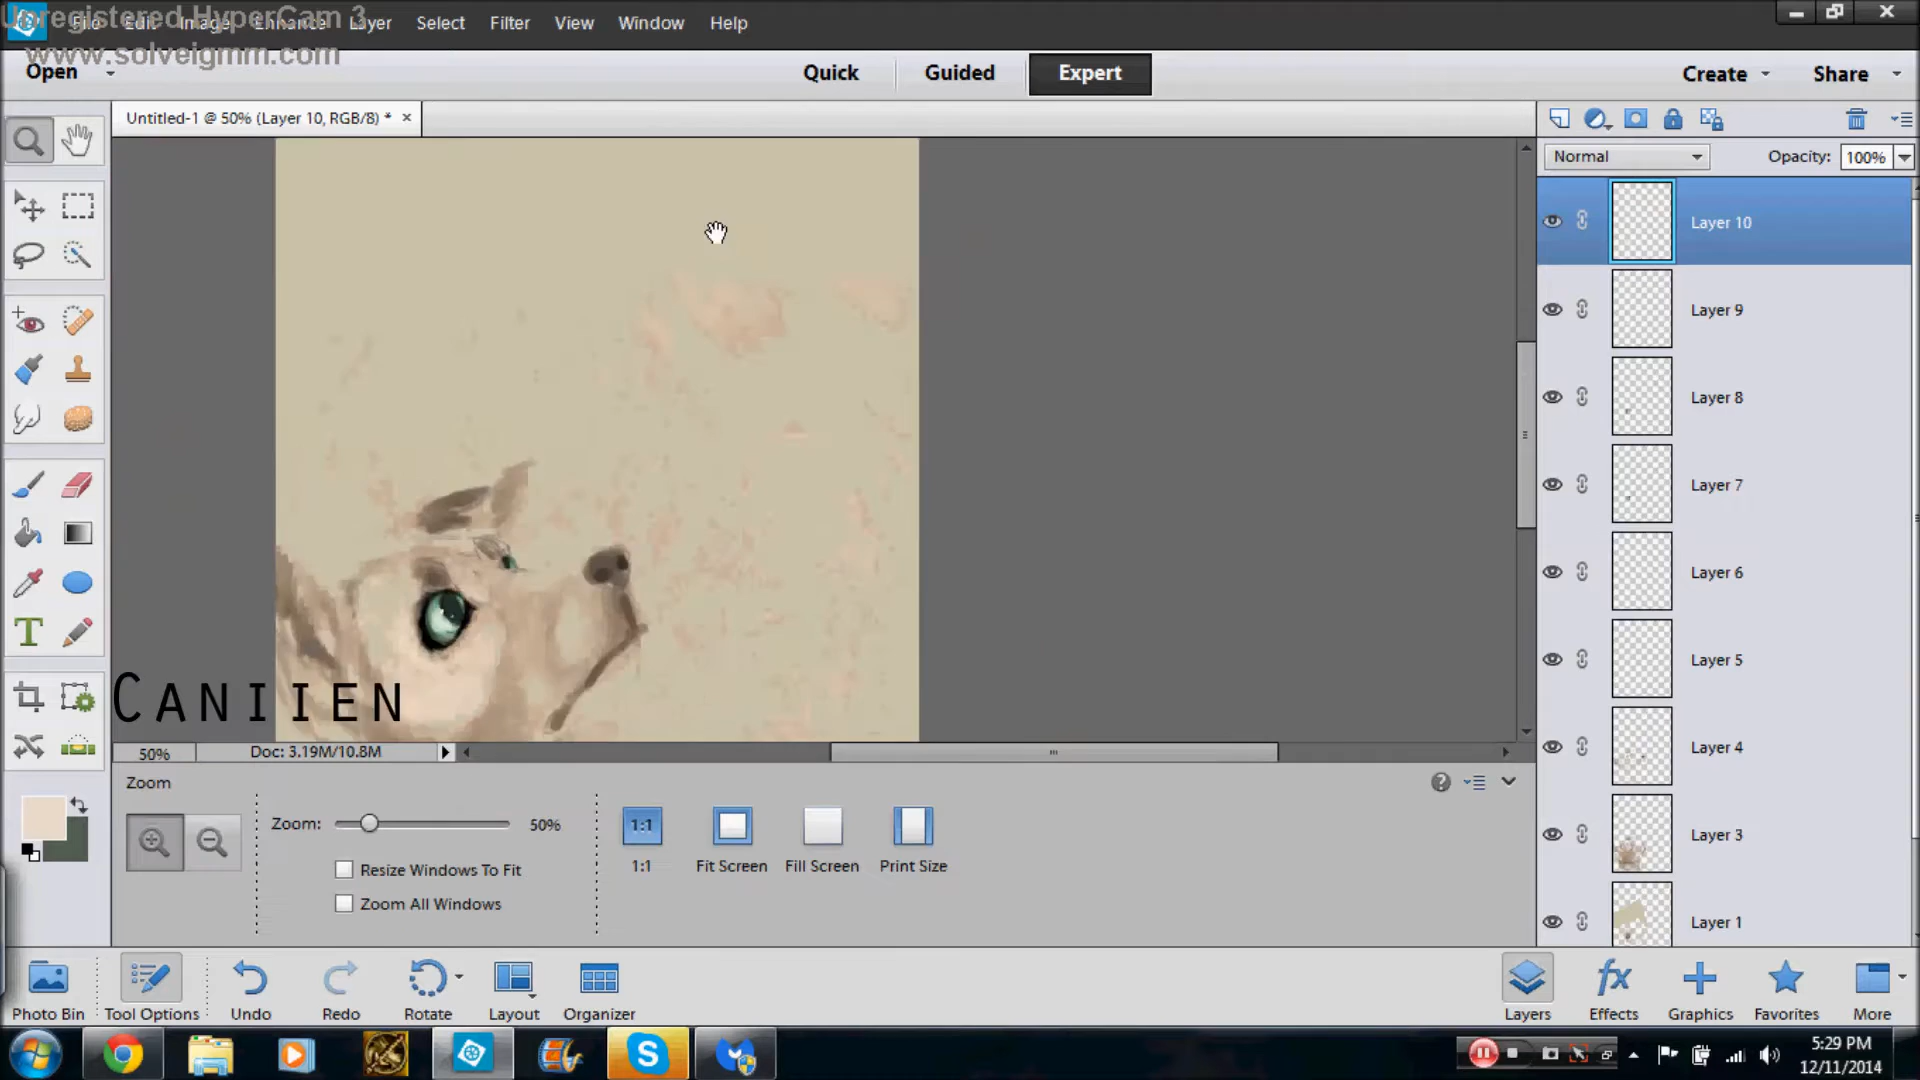 Unregistered HyperCam 3
www.solveigmm.com
File Edit Image Enhance Layer Select Filter View Window Help
Open Quick Guided Expert Create Share
Untitled-1 @ 50% (Layer 10, RGB/8) * ×
Normal Opacity: 100%
Layer 10
Layer 9
Layer 8
Layer 7
Layer 6
Layer 5
Layer 4
Layer 3
Layer 1
CANIIEN
50% Doc: 3.19M/10.8M
Zoom
Zoom: 50%
Resize Windows To Fit
Zoom All Windows
1:1
1:1 Fit Screen Fill Screen Print Size
Photo Bin Tool Options Undo Redo Rotate Layout Organizer
fx
Layers Effects Graphics Favorites More
5:29 PM
12/11/2014